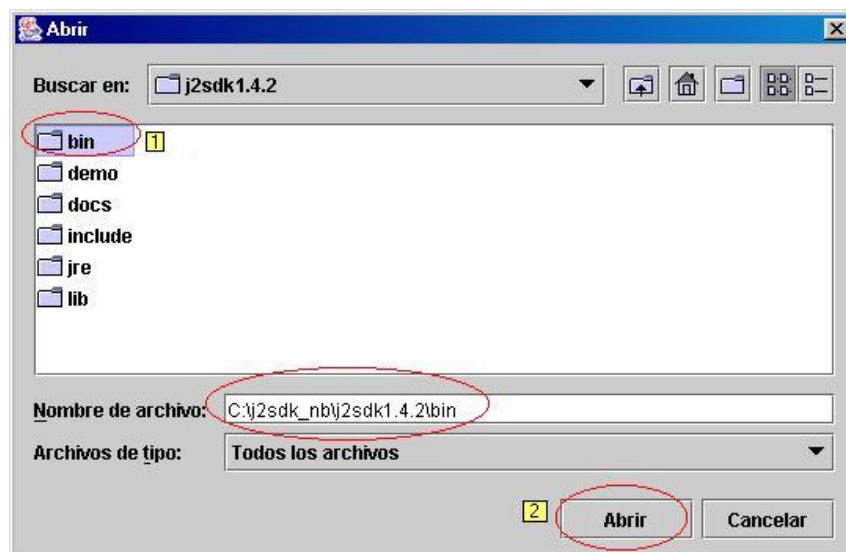 Abrir
Buscar en: j2sdk1.4.2
bin 1
demo
docs
include
jre
lib
Nombre de archivo: C:\j2sdk_nb\j2sdk1.4.2\bin
Archivos de tipo: Todos los archivos
2 Abrir Cancelar